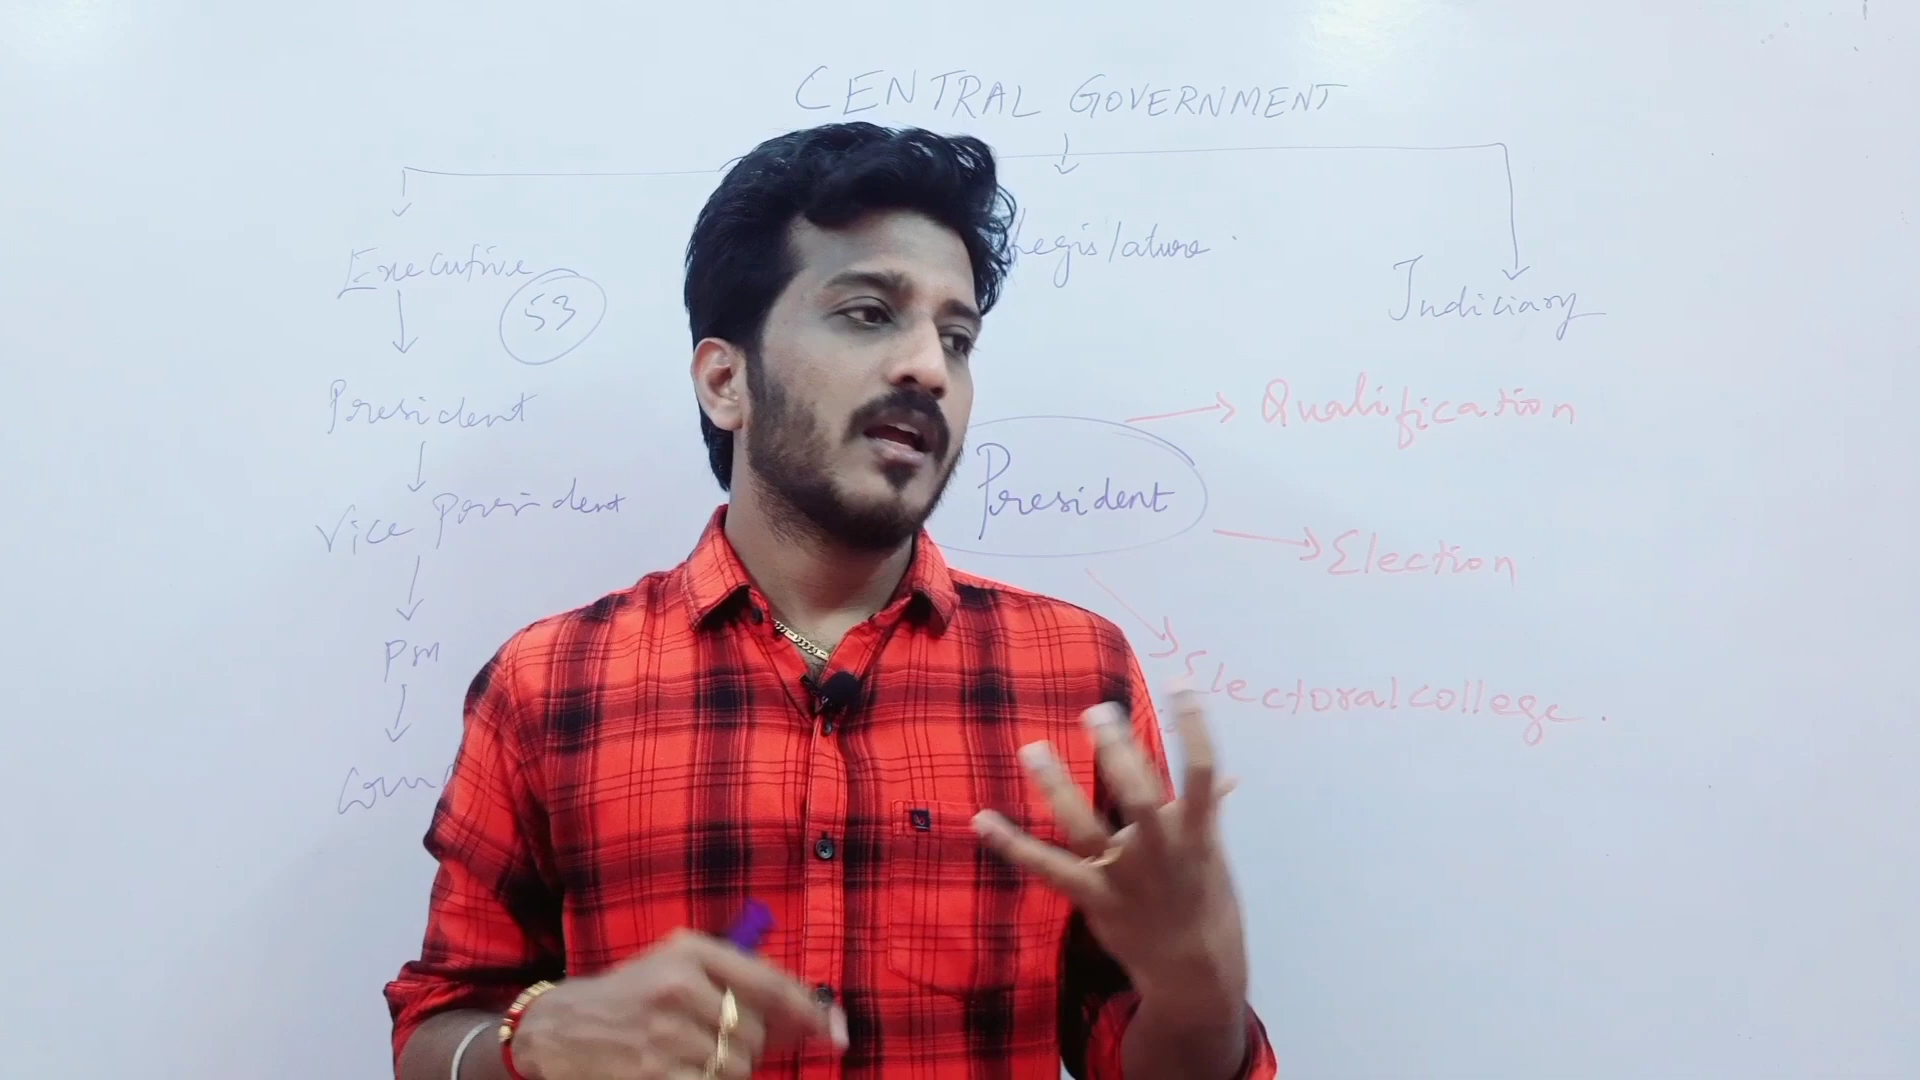 CENTRAL GOVERNMENT
Executive
Legislature
Judiciary
53
President
Qualification
President
Vice President
Election
PM
Electoral college.